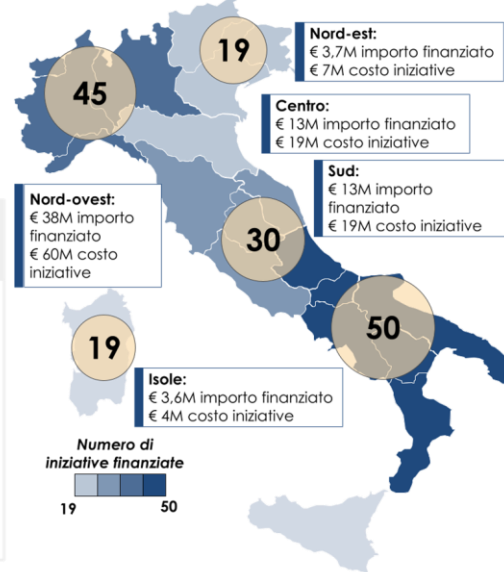 19
Nord-est:
€ 3,7M importo finanziato
€ 7M costo iniziative
45
Centro:
€ 13M importo finanziato
€ 19M costo iniziative
Sud:
€ 13M importo
finanziato
€ 19M costo iniziative
Nord-ovest:
€ 38M importo
finanziato
€ 60M costo
iniziative
30
50
19
Isole:
€ 3,6M importo finanziato
€ 4M costo iniziative
Numero di
iniziative finanziate
19 50